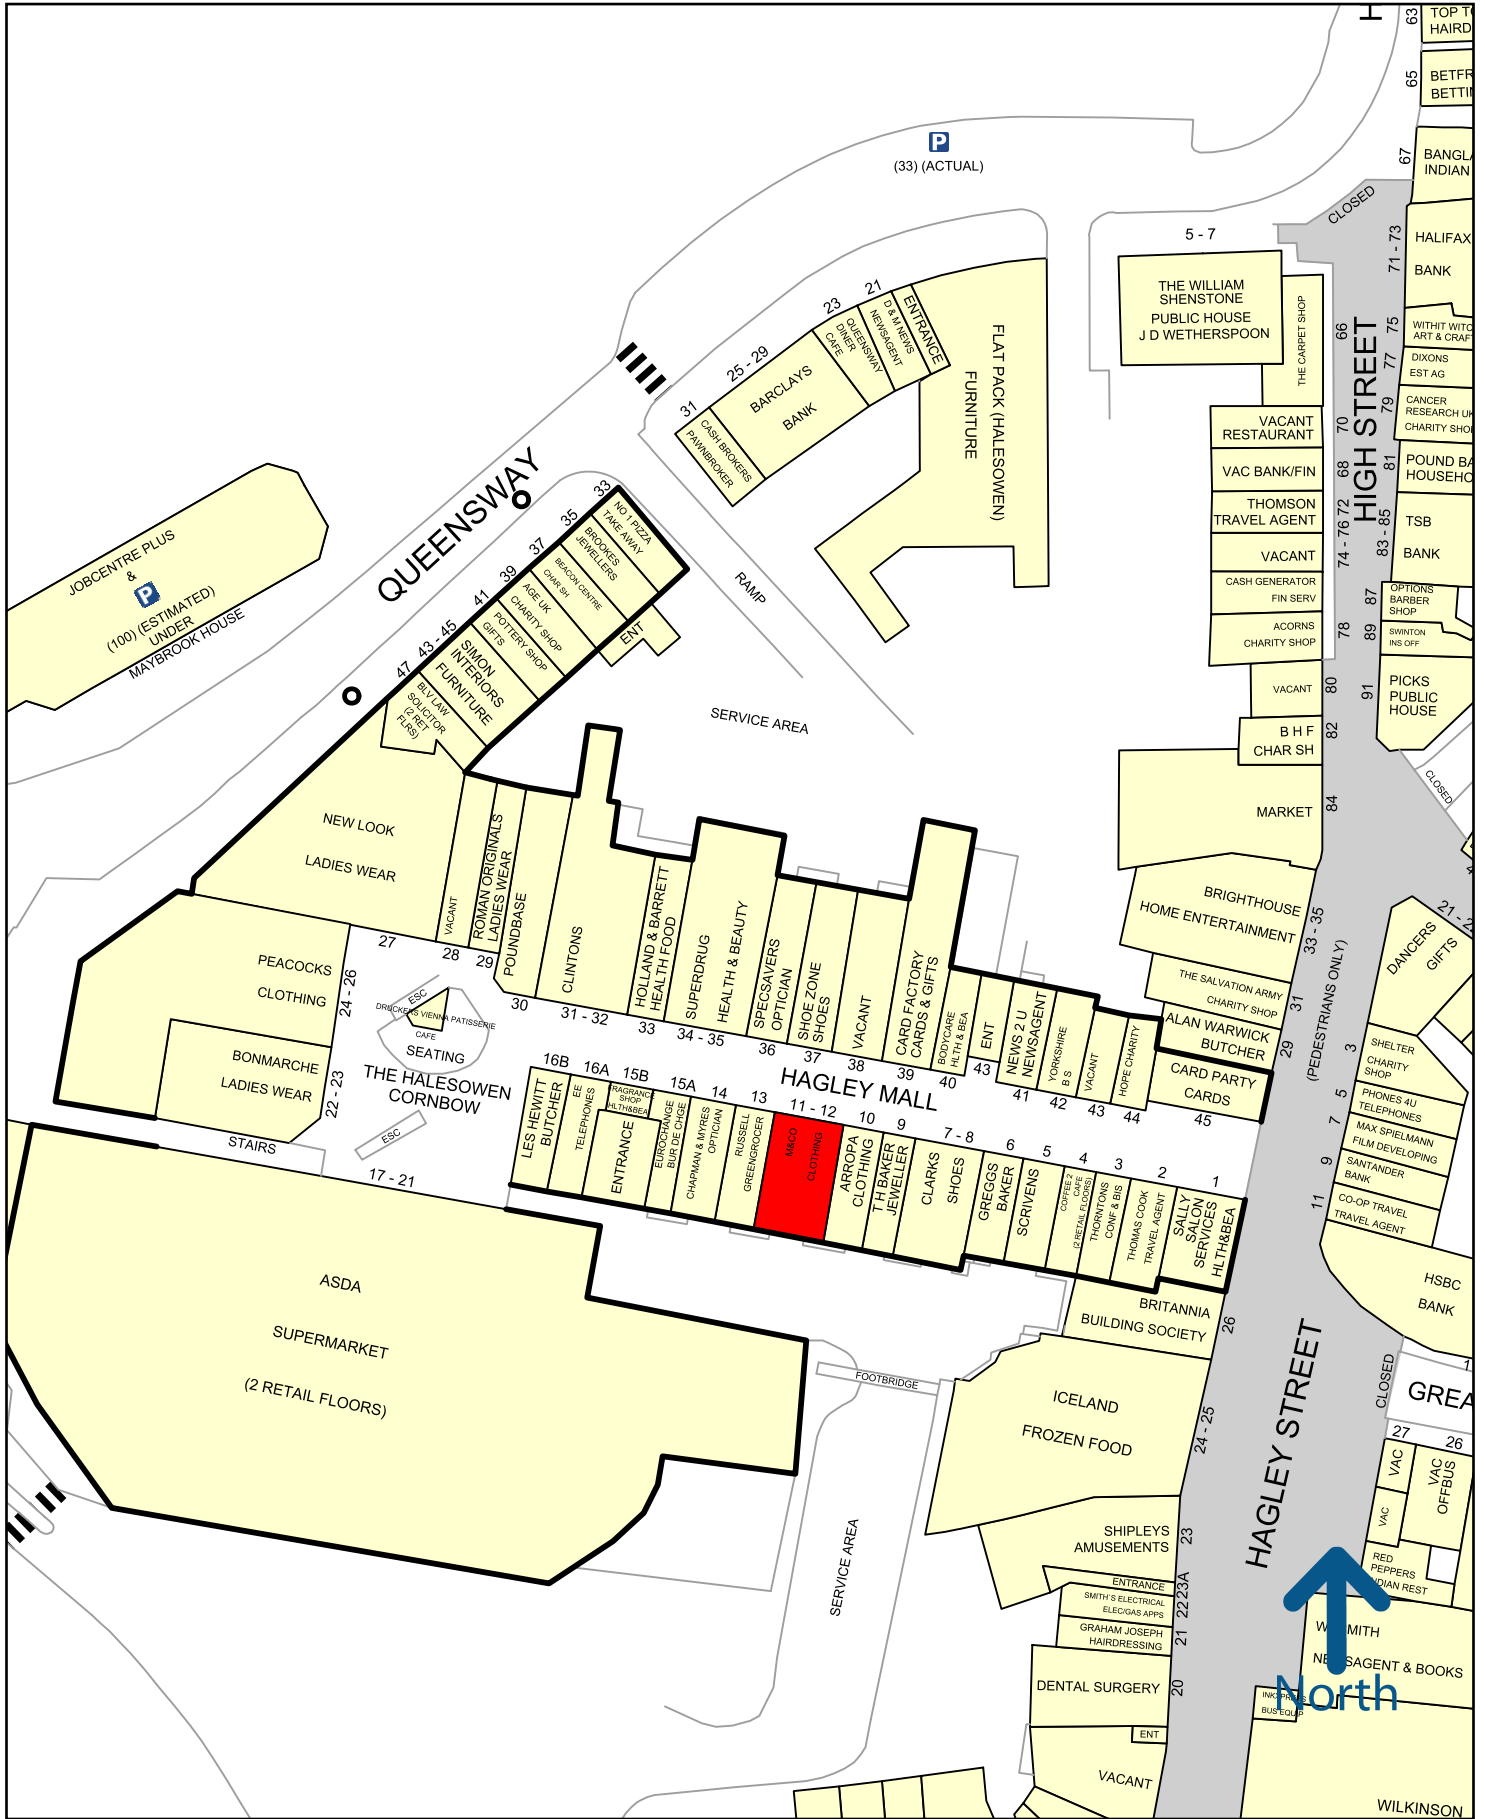 63
TOP
HAIRD
65
BETFR
BETTI
67
BANGL
INDIAN
P
(33) (ACTUAL)
CLOSED
5 - 7
THE WILLIAM
SHENSTONE
PUBLIC HOUSE
J D WETHERSPOON
THE CARPET SHOP
66
HIGH STREET
71 - 73
HALIFAX
BANK
75
WITHIT WITC
ART & CRAF
77
DIXONS
EST AG
79
CANCER
RESEARCH UK
CHARITY SHO
81
POUND BA
HOUSEHO
83 - 85
TSB
BANK
87
OPTIONS
BARBER
SHOP
89
SWINTON
INS OFF
91
PICKS
PUBLIC
HOUSE
CLOSED
70
VACANT
RESTAURANT
68
VAC BANK/FIN
72
THOMSON
TRAVEL AGENT
74 - 76
VACANT
CASH GENERATOR
FIN SERV
78
ACORNS
CHARITY SHOP
80
VACANT
82
B H F
CHAR SH
84
MARKET
BRIGHTHOUSE
HOME ENTERTAINMENT
33 - 35
THE SALVATION ARMY
CHARITY SHOP
31
ALAN WARWICK
BUTCHER
29
(PEDESTRIANS ONLY)
DANCERS
GIFTS
3
SHELTER
CHARITY
SHOP
5
PHONES 4U
TELEPHONES
7
MAX SPIELMANN
FILM DEVELOPING
9
SANTANDER
BANK
11
CO-OP TRAVEL
TRAVEL AGENT
HSBC
BANK
21
23
QUEENSWAY
DINER
CAFE
D & M NEWS
NEWSAGENT
ENTRANCE
FLAT PACK (HALESOWEN)
FURNITURE
25 - 29
BARCLAYS
BANK
31
CASH BROKERS
PAWNBROKER
QUEENSWAY
RAMP
SERVICE AREA
JOBCENTRE PLUS
&
P
(100) (ESTIMATED)
UNDER
MAYBROOK HOUSE
33
NO 1 PIZZA
TAKE AWAY
35
BROOKES
JEWELLERS
37
BEACON CENTRE
CHAR SH
39
AGE UK
CHARITY SHOP
41
POTTERY SHOP
GIFTS
43 - 45
SIMON
INTERIORS
FURNITURE
47
BLV LAW
SOLICITOR
(2 RET
FLRS)
ENT
NEW LOOK
LADIES WEAR
27
VACANT
28
ROMAN ORIGINALS
LADIES WEAR
29
POUNDBASE
30
CLINTONS
31 - 32
HOLLAND & BARRETT
HEALTH FOOD
33
SUPERDRUG
HEALTH & BEAUTY
34 - 35
SPECSAVERS
OPTICIAN
36
SHOE ZONE
SHOES
37
VACANT
38
CARD FACTORY
CARDS & GIFTS
39
BODYCARE
HLTH & BEA
40
ENT
43
NEWS 2 U
NEWSAGENT
41
YORKSHIRE
B S
42
VACANT
43
HOPE CHARITY
44
CARD PARTY
CARDS
45
HAGLEY MALL
PEACOCKS
CLOTHING
24 - 26
BONMARCHE
LADIES WEAR
22 - 23
ESC
DRUCKERS VIENNA PATISSERIE
CAFE
SEATING
THE HALESOWEN
CORNBOW
ESC
STAIRS
17 - 21
16B
LES HEWITT
BUTCHER
16A
EE
TELEPHONES
15B
FRAGRANCE
SHOP
HLTH&BEA
ENTRANCE
15A
EUROCHANGE
BUR DE CHGE
14
CHAPMAN & MYRES
OPTICIAN
13
RUSSELL
GREENGROCER
11 - 12
M&CO
CLOTHING
10
ARROPA
CLOTHING
9
T H BAKER
JEWELLER
7 - 8
CLARKS
SHOES
6
GREGGS
BAKER
5
SCRIVENS
4
COFFEE 2
CAFE
(2 RETAIL FLOORS)
3
THORNTONS
CONF & BIS
2
THOMAS COOK
TRAVEL AGENT
1
SALLY
SALON
SERVICES
HLTH&BEA
ASDA
SUPERMARKET
(2 RETAIL FLOORS)
FOOTBRIDGE
SERVICE AREA
BRITANNIA
BUILDING SOCIETY
26
ICELAND
FROZEN FOOD
24 - 25
HAGLEY STREET
CLOSED
GREA
27
26
VAC
VAC
VAC
OFFBUS
RED
PEPPERS
INDIAN REST
SHIPLEYS
AMUSEMENTS
23
ENTRANCE
23A
SMITH'S ELECTRICAL
ELEC/GAS APPS
22
GRAHAM JOSEPH
HAIRDRESSING
21
DENTAL SURGERY
20
ENT
VACANT
W SMITH
NEWSAGENT & BOOKS
North
BUS EQUIP
WILKINSON